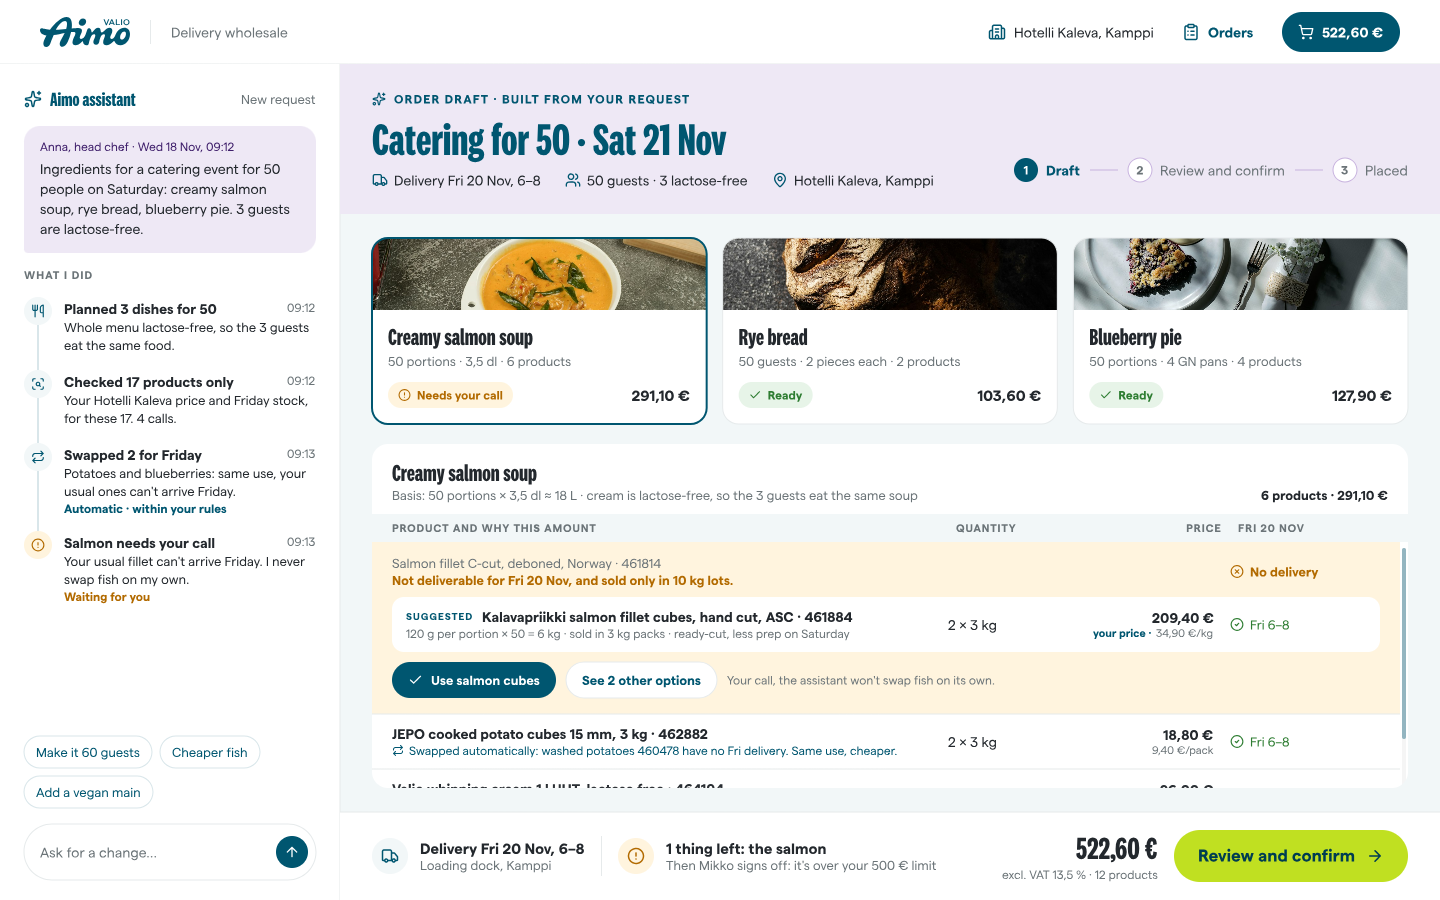 VALIO
Aimo
Delivery wholesale
Hotelli Kaleva, Kamppi
Orders
522,60 €
Aimo assistant
New request
Anna, head chef · Wed 18 Nov, 09:12
Ingredients for a catering event for 50
people on Saturday: creamy salmon
soup, rye bread, blueberry pie. 3 guests
are lactose-free.
WHAT I DID
Planned 3 dishes for 50
09:12
Whole menu lactose-free, so the 3 guests
eat the same food.
Checked 17 products only
09:12
Your Hotelli Kaleva price and Friday stock,
for these 17. 4 calls.
Swapped 2 for Friday
09:13
Potatoes and blueberries: same use, your
usual ones can't arrive Friday.
Automatic · within your rules
Salmon needs your call
09:13
Your usual fillet can't arrive Friday. I never
swap fish on my own.
Waiting for you
Make it 60 guests
Cheaper fish
Add a vegan main
Ask for a change...
ORDER DRAFT · BUILT FROM YOUR REQUEST
Catering for 50 · Sat 21 Nov
Delivery Fri 20 Nov, 6–8
50 guests · 3 lactose-free
Hotelli Kaleva, Kamppi
1 Draft
2 Review and confirm
3 Placed
Creamy salmon soup
50 portions · 3,5 dl · 6 products
Needs your call
291,10 €
Rye bread
50 guests · 2 pieces each · 2 products
Ready
103,60 €
Blueberry pie
50 portions · 4 GN pans · 4 products
Ready
127,90 €
Creamy salmon soup
Basis: 50 portions × 3,5 dl ≈ 18 L · cream is lactose-free, so the 3 guests eat the same soup
6 products · 291,10 €
PRODUCT AND WHY THIS AMOUNT
QUANTITY
PRICE
FRI 20 NOV
Salmon fillet C-cut, deboned, Norway · 461814
Not deliverable for Fri 20 Nov, and sold only in 10 kg lots.
No delivery
SUGGESTED Kalavapriikki salmon fillet cubes, hand cut, ASC · 461884
120 g per portion × 50 = 6 kg · sold in 3 kg packs · ready-cut, less prep on Saturday
2 × 3 kg
209,40 €
your price · 34,90 €/kg
Fri 6–8
Use salmon cubes
See 2 other options
Your call, the assistant won't swap fish on its own.
JEPO cooked potato cubes 15 mm, 3 kg · 462882
Swapped automatically: washed potatoes 460478 have no Fri delivery. Same use, cheaper.
2 × 3 kg
18,80 €
9,40 €/pack
Fri 6–8
Valio whipping cream 1 l UHT, lactose free · 464194
Delivery Fri 20 Nov, 6–8
Loading dock, Kamppi
1 thing left: the salmon
Then Mikko signs off: it's over your 500 € limit
522,60 €
excl. VAT 13,5 % · 12 products
Review and confirm